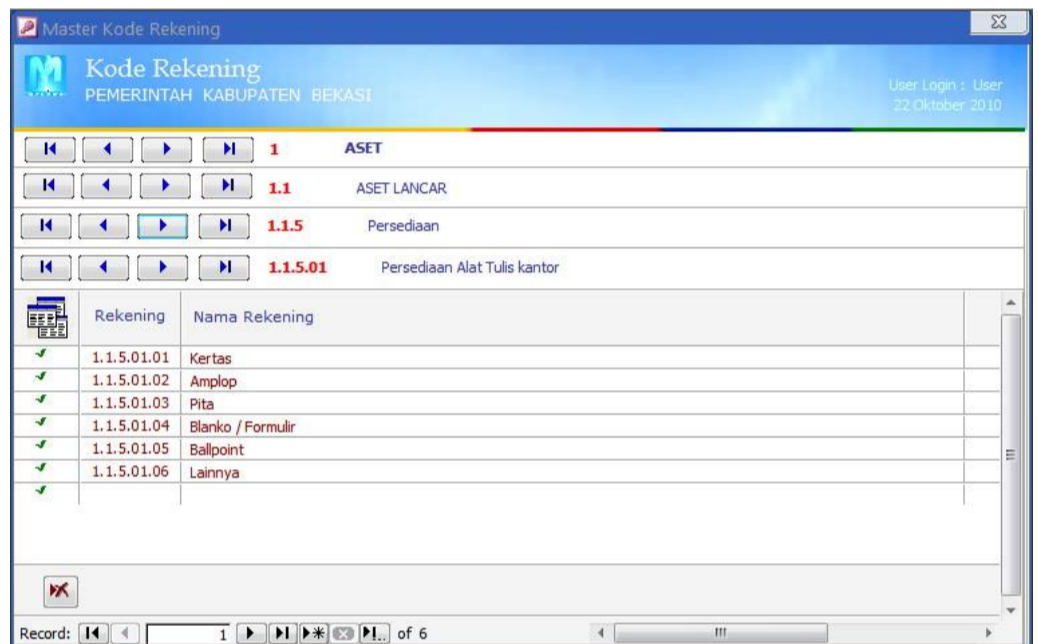 Master Kode Rekening
Kode Rekening
PEMERINTAH KABUPATEN BEKASI
User Login : User
22 Oktober 2010
1 ASET
1.1 ASET LANCAR
1.1.5 Persediaan
1.1.5.01 Persediaan Alat Tulis kantor
Rekening Nama Rekening
1.1.5.01.01 Kertas
1.1.5.01.02 Amplop
1.1.5.01.03 Pita
1.1.5.01.04 Blanko / Formulir
1.1.5.01.05 Ballpoint
1.1.5.01.06 Lainnya
Record: 1 of 6